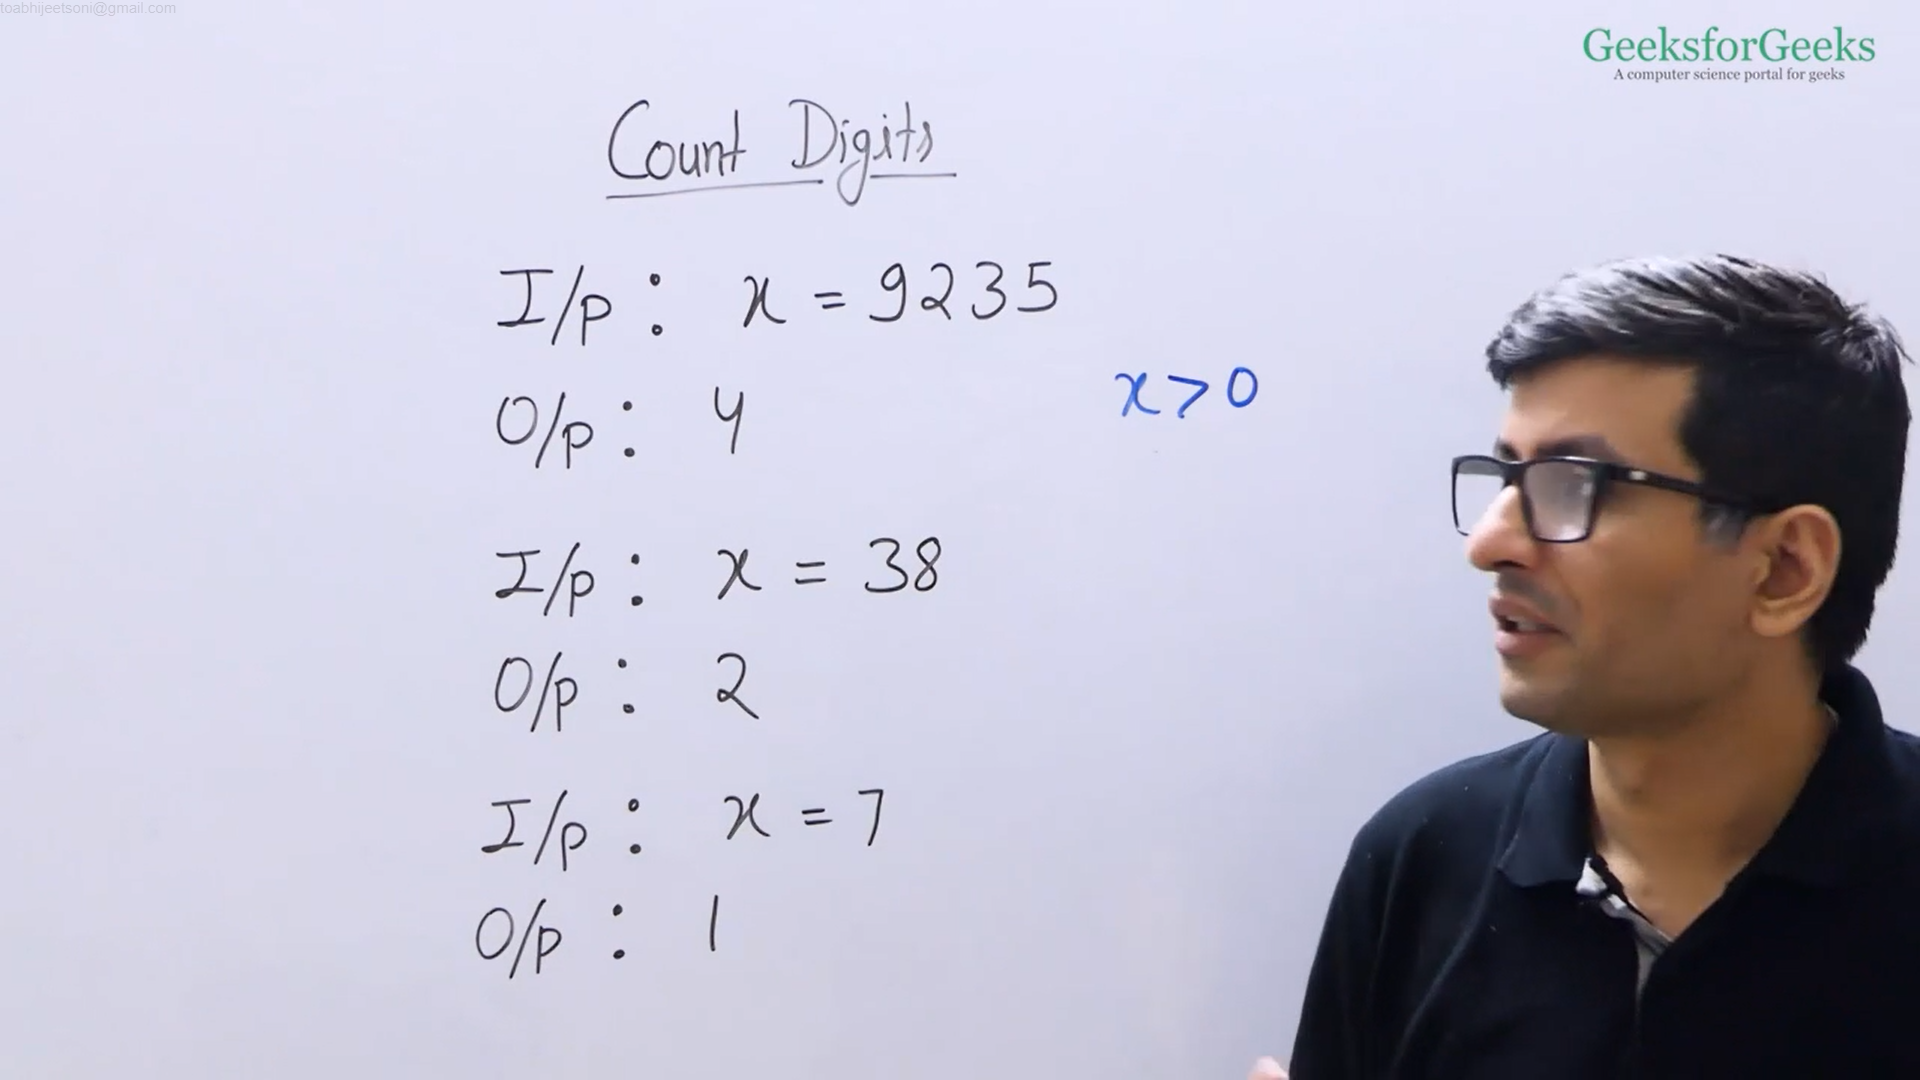 toabhijeetsoni@gmail.com
GeeksforGeeks
A computer science portal for geeks
Count Digits
I/p : x = 9235
x > 0
O/p : 4
I/p : x = 38
O/p : 2
I/p : x = 7
O/p : 1